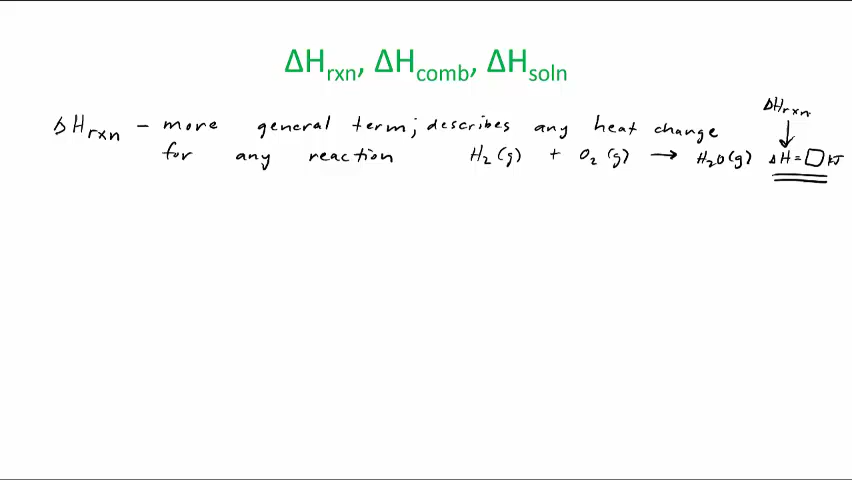 ΔHrxn, ΔHcomb, ΔHsoln
ΔHrxn
ΔHrxn – more general term; describes any heat change
for any reaction H₂(g) + O₂(g) → H₂O(g) ΔH = □ kJ